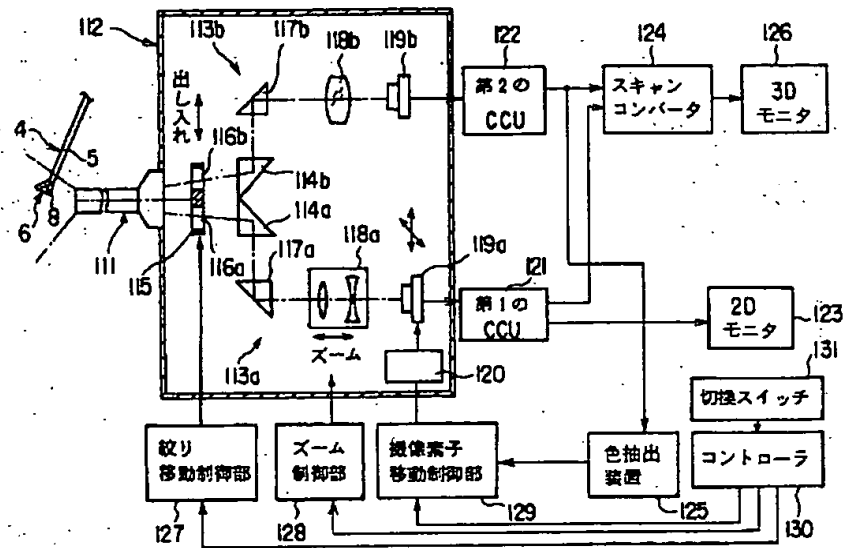 112
113b
117b
118b
119b
122
124
126
出し入れ
第2の
CCU
スキャン
コンバータ
3D
モニタ
4
5
116b
114b
114a
6
8
111
115
116a
117a
118a
119a
121
第1の
CCU
2D
モニタ
123
ズーム
113a
120
131
切換スイッチ
絞り
移動制御部
ズーム
制御部
撮像素子
移動制御部
色抽出
装置
コントローラ
127
128
129
125
130